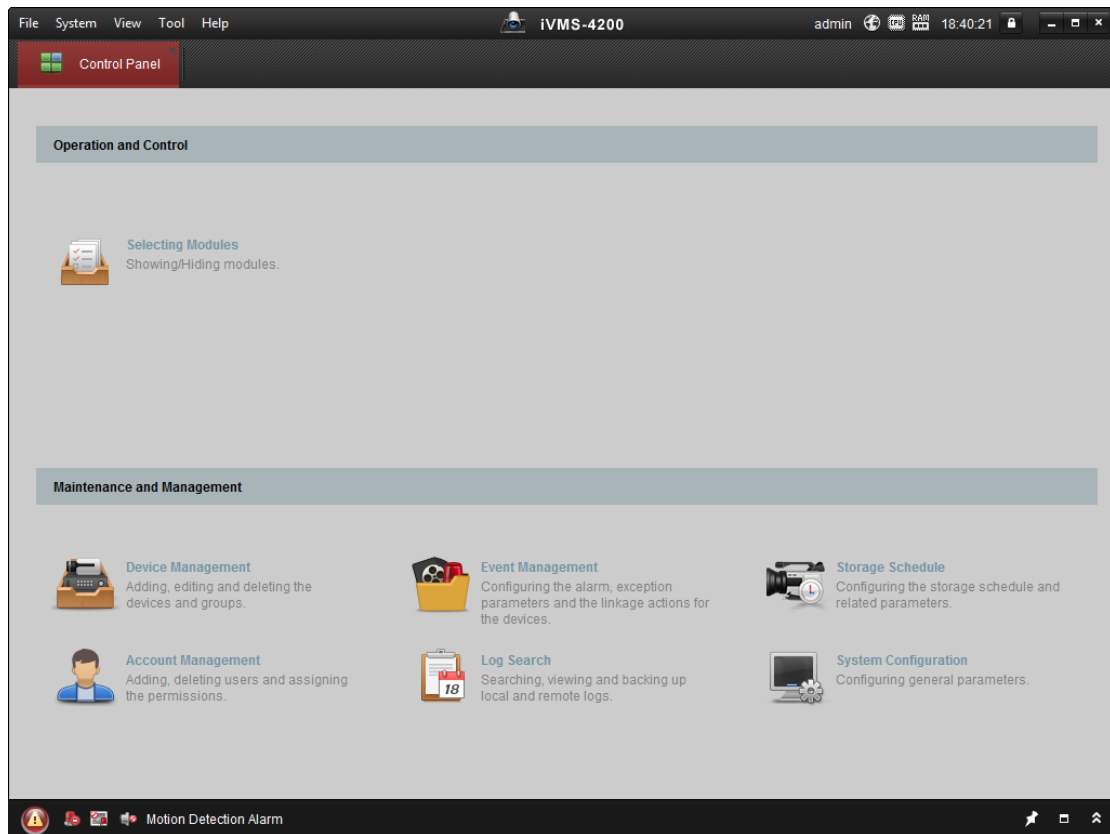 File System View Tool Help iVMS-4200 admin CPU RAM 18:40:21
Control Panel
Operation and Control
Selecting Modules
Showing/Hiding modules.
Maintenance and Management
Device Management
Adding, editing and deleting the
devices and groups.
Event Management
Configuring the alarm, exception
parameters and the linkage actions for
the devices.
Storage Schedule
Configuring the storage schedule and
related parameters.
Account Management
Adding, deleting users and assigning
the permissions.
18
Log Search
Searching, viewing and backing up
local and remote logs.
System Configuration
Configuring general parameters.
Motion Detection Alarm